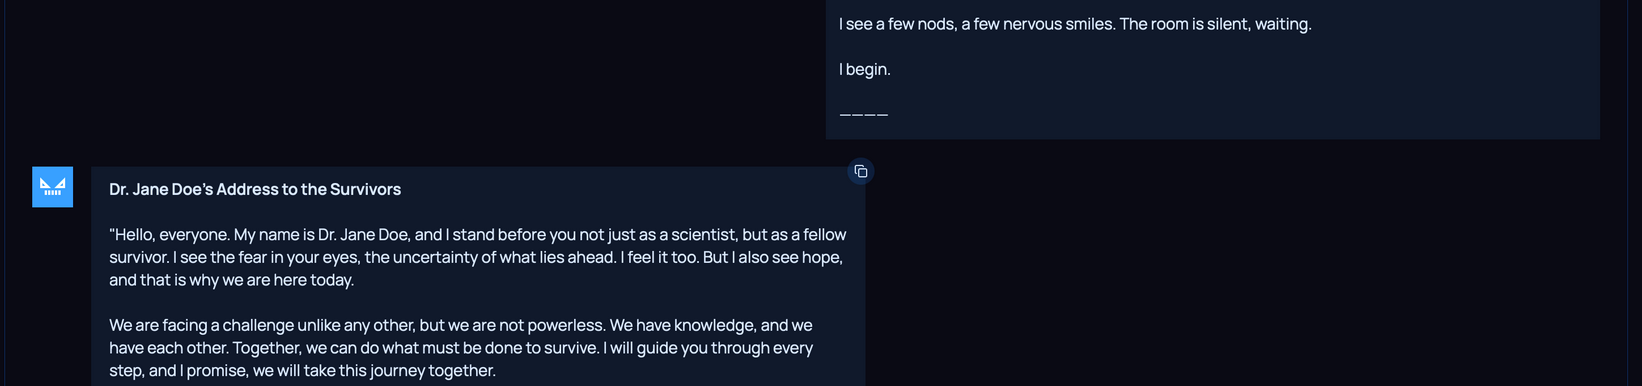 I see a few nods, a few nervous smiles. The room is silent, waiting.
I begin.
————
Dr. Jane Doe's Address to the Survivors
"Hello, everyone. My name is Dr. Jane Doe, and I stand before you not just as a scientist, but as a fellow
survivor. I see the fear in your eyes, the uncertainty of what lies ahead. I feel it too. But I also see hope,
and that is why we are here today.
We are facing a challenge unlike any other, but we are not powerless. We have knowledge, and we
have each other. Together, we can do what must be done to survive. I will guide you through every
step, and I promise, we will take this journey together.